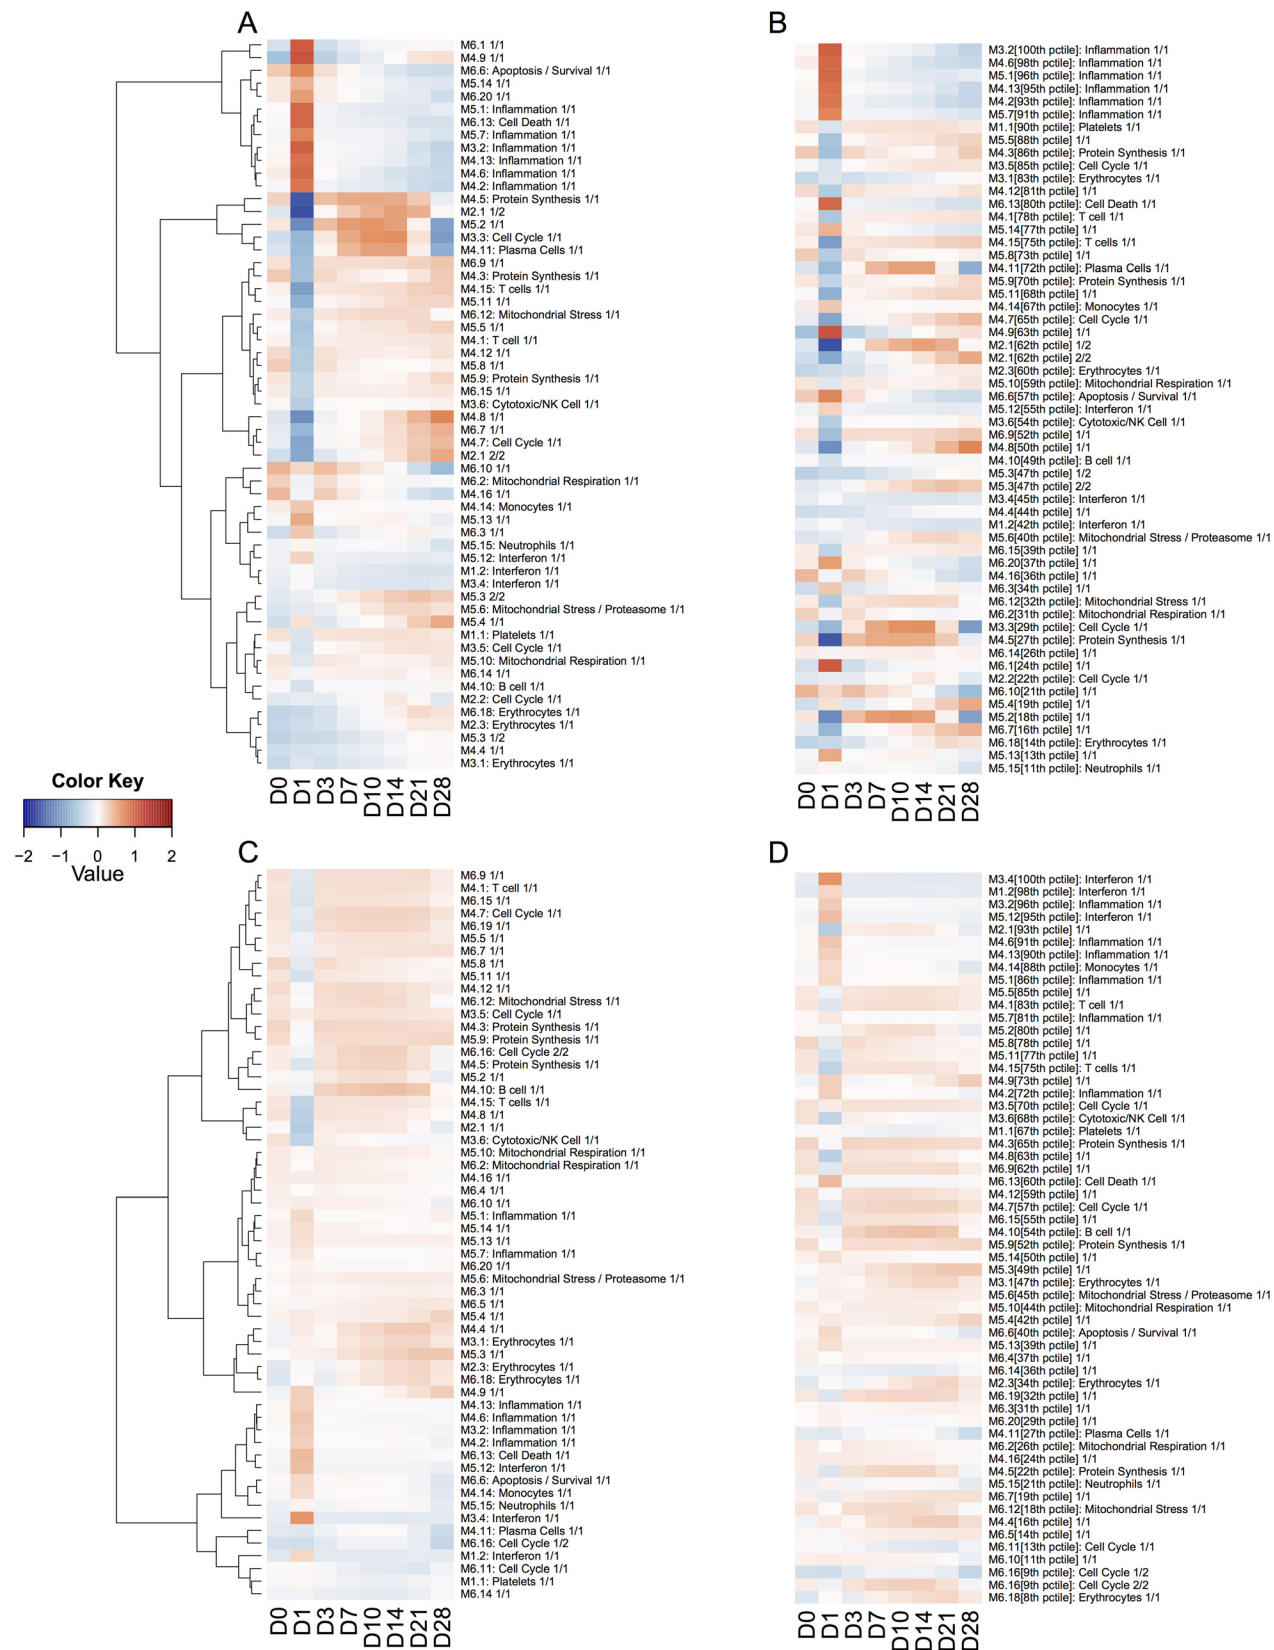 A
M6.1 1/1
M4.9 1/1
M6.6: Apoptosis / Survival 1/1
M5.14 1/1
M6.20 1/1
M5.1: Inflammation 1/1
M6.13: Cell Death 1/1
M5.7: Inflammation 1/1
M3.2: Inflammation 1/1
M4.13: Inflammation 1/1
M4.6: Inflammation 1/1
M4.2: Inflammation 1/1
M4.5: Protein Synthesis 1/1
M2.1 1/2
M5.2 1/1
M3.3: Cell Cycle 1/1
M4.11: Plasma Cells 1/1
M6.9 1/1
M4.3: Protein Synthesis 1/1
M4.15: T cells 1/1
M5.11 1/1
M6.12: Mitochondrial Stress 1/1
M5.5 1/1
M4.1: T cell 1/1
M4.12 1/1
M5.8 1/1
M5.9: Protein Synthesis 1/1
M6.15 1/1
M3.6: Cytotoxic/NK Cell 1/1
M4.8 1/1
M6.7 1/1
M4.7: Cell Cycle 1/1
M2.1 2/2
M6.10 1/1
M6.2: Mitochondrial Respiration 1/1
M4.16 1/1
M4.14: Monocytes 1/1
M5.13 1/1
M6.3 1/1
M5.15: Neutrophils 1/1
M5.12: Interferon 1/1
M1.2: Interferon 1/1
M3.4: Interferon 1/1
M5.3 2/2
M5.6: Mitochondrial Stress / Proteasome 1/1
M5.4 1/1
M1.1: Platelets 1/1
M3.5: Cell Cycle 1/1
M5.10: Mitochondrial Respiration 1/1
M6.14 1/1
M4.10: B cell 1/1
M2.2: Cell Cycle 1/1
M6.18: Erythrocytes 1/1
M2.3: Erythrocytes 1/1
M5.3 1/2
M4.4 1/1
M3.1: Erythrocytes 1/1
D0 D1 D3 D7 D10 D14 D21 D28
B
M3.2[100th pctile]: Inflammation 1/1
M4.6[98th pctile]: Inflammation 1/1
M5.1[96th pctile]: Inflammation 1/1
M4.13[95th pctile]: Inflammation 1/1
M4.2[93th pctile]: Inflammation 1/1
M5.7[91th pctile]: Inflammation 1/1
M1.1[90th pctile]: Platelets 1/1
M5.5[88th pctile] 1/1
M4.3[86th pctile]: Protein Synthesis 1/1
M3.5[85th pctile]: Cell Cycle 1/1
M3.1[83th pctile]: Erythrocytes 1/1
M4.12[81th pctile] 1/1
M6.13[80th pctile]: Cell Death 1/1
M4.1[78th pctile]: T cell 1/1
M5.14[77th pctile] 1/1
M4.15[75th pctile]: T cells 1/1
M5.8[73th pctile] 1/1
M4.11[72th pctile]: Plasma Cells 1/1
M5.9[70th pctile]: Protein Synthesis 1/1
M5.11[68th pctile] 1/1
M4.14[67th pctile]: Monocytes 1/1
M4.7[65th pctile]: Cell Cycle 1/1
M4.9[63th pctile] 1/1
M2.1[62th pctile] 1/2
M2.1[62th pctile] 2/2
M2.3[60th pctile]: Erythrocytes 1/1
M5.10[59th pctile]: Mitochondrial Respiration 1/1
M6.6[57th pctile]: Apoptosis / Survival 1/1
M5.12[55th pctile]: Interferon 1/1
M3.6[54th pctile]: Cytotoxic/NK Cell 1/1
M6.9[52th pctile] 1/1
M4.8[50th pctile] 1/1
M4.10[49th pctile]: B cell 1/1
M5.3[47th pctile] 1/2
M5.3[47th pctile] 2/2
M3.4[45th pctile]: Interferon 1/1
M4.4[44th pctile] 1/1
M1.2[42th pctile]: Interferon 1/1
M5.6[40th pctile]: Mitochondrial Stress / Proteasome 1/1
M6.15[39th pctile] 1/1
M6.20[37th pctile] 1/1
M4.16[36th pctile] 1/1
M6.3[34th pctile] 1/1
M6.12[32th pctile]: Mitochondrial Stress 1/1
M6.2[31th pctile]: Mitochondrial Respiration 1/1
M3.3[29th pctile]: Cell Cycle 1/1
M4.5[27th pctile]: Protein Synthesis 1/1
M6.14[26th pctile] 1/1
M6.1[24th pctile] 1/1
M2.2[22th pctile]: Cell Cycle 1/1
M6.10[21th pctile] 1/1
M5.4[19th pctile] 1/1
M5.2[18th pctile] 1/1
M6.7[16th pctile] 1/1
M6.18[14th pctile]: Erythrocytes 1/1
M5.13[13th pctile] 1/1
M5.15[11th pctile]: Neutrophils 1/1
D0 D1 D3 D7 D10 D14 D21 D28
Color Key
−2 −1 0 1 2
Value
C
M6.9 1/1
M4.1: T cell 1/1
M6.15 1/1
M4.7: Cell Cycle 1/1
M6.19 1/1
M5.5 1/1
M6.7 1/1
M5.8 1/1
M5.11 1/1
M4.12 1/1
M6.12: Mitochondrial Stress 1/1
M3.5: Cell Cycle 1/1
M4.3: Protein Synthesis 1/1
M5.9: Protein Synthesis 1/1
M6.16: Cell Cycle 2/2
M4.5: Protein Synthesis 1/1
M5.2 1/1
M4.10: B cell 1/1
M4.15: T cells 1/1
M4.8 1/1
M2.1 1/1
M3.6: Cytotoxic/NK Cell 1/1
M5.10: Mitochondrial Respiration 1/1
M6.2: Mitochondrial Respiration 1/1
M4.16 1/1
M6.4 1/1
M6.10 1/1
M5.1: Inflammation 1/1
M5.14 1/1
M5.13 1/1
M5.7: Inflammation 1/1
M6.20 1/1
M5.6: Mitochondrial Stress / Proteasome 1/1
M6.3 1/1
M6.5 1/1
M5.4 1/1
M4.4 1/1
M3.1: Erythrocytes 1/1
M5.3 1/1
M2.3: Erythrocytes 1/1
M6.18: Erythrocytes 1/1
M4.9 1/1
M4.13: Inflammation 1/1
M4.6: Inflammation 1/1
M3.2: Inflammation 1/1
M4.2: Inflammation 1/1
M6.13: Cell Death 1/1
M5.12: Interferon 1/1
M6.6: Apoptosis / Survival 1/1
M4.14: Monocytes 1/1
M5.15: Neutrophils 1/1
M3.4: Interferon 1/1
M4.11: Plasma Cells 1/1
M6.16: Cell Cycle 1/2
M1.2: Interferon 1/1
M6.11: Cell Cycle 1/1
M1.1: Platelets 1/1
M6.14 1/1
D0 D1 D3 D7 D10 D14 D21 D28
D
M3.4[100th pctile]: Interferon 1/1
M1.2[98th pctile]: Interferon 1/1
M3.2[96th pctile]: Inflammation 1/1
M5.12[95th pctile]: Interferon 1/1
M2.1[93th pctile] 1/1
M4.6[91th pctile]: Inflammation 1/1
M4.13[90th pctile]: Inflammation 1/1
M4.14[88th pctile]: Monocytes 1/1
M5.1[86th pctile]: Inflammation 1/1
M5.5[85th pctile] 1/1
M4.1[83th pctile]: T cell 1/1
M5.7[81th pctile]: Inflammation 1/1
M5.2[80th pctile] 1/1
M5.8[78th pctile] 1/1
M5.11[77th pctile] 1/1
M4.15[75th pctile]: T cells 1/1
M4.9[73th pctile] 1/1
M4.2[72th pctile]: Inflammation 1/1
M3.5[70th pctile]: Cell Cycle 1/1
M3.6[68th pctile]: Cytotoxic/NK Cell 1/1
M1.1[67th pctile]: Platelets 1/1
M4.3[65th pctile]: Protein Synthesis 1/1
M4.8[63th pctile] 1/1
M6.9[62th pctile] 1/1
M6.13[60th pctile]: Cell Death 1/1
M4.12[59th pctile] 1/1
M4.7[57th pctile]: Cell Cycle 1/1
M6.15[55th pctile] 1/1
M4.10[54th pctile]: B cell 1/1
M5.9[52th pctile]: Protein Synthesis 1/1
M5.14[50th pctile] 1/1
M5.3[49th pctile] 1/1
M3.1[47th pctile]: Erythrocytes 1/1
M5.6[45th pctile]: Mitochondrial Stress / Proteasome 1/1
M5.10[44th pctile]: Mitochondrial Respiration 1/1
M5.4[42th pctile] 1/1
M6.6[40th pctile]: Apoptosis / Survival 1/1
M5.13[39th pctile] 1/1
M6.4[37th pctile] 1/1
M6.14[36th pctile] 1/1
M2.3[34th pctile]: Erythrocytes 1/1
M6.19[32th pctile] 1/1
M6.3[31th pctile] 1/1
M6.20[29th pctile] 1/1
M4.11[27th pctile]: Plasma Cells 1/1
M6.2[26th pctile]: Mitochondrial Respiration 1/1
M4.16[24th pctile] 1/1
M4.5[22th pctile]: Protein Synthesis 1/1
M5.15[21th pctile]: Neutrophils 1/1
M6.7[19th pctile] 1/1
M6.12[18th pctile]: Mitochondrial Stress 1/1
M4.4[16th pctile] 1/1
M6.5[14th pctile] 1/1
M6.11[13th pctile]: Cell Cycle 1/1
M6.10[11th pctile] 1/1
M6.16[9th pctile]: Cell Cycle 1/2
M6.16[9th pctile]: Cell Cycle 2/2
M6.18[8th pctile]: Erythrocytes 1/1
D0 D1 D3 D7 D10 D14 D21 D28